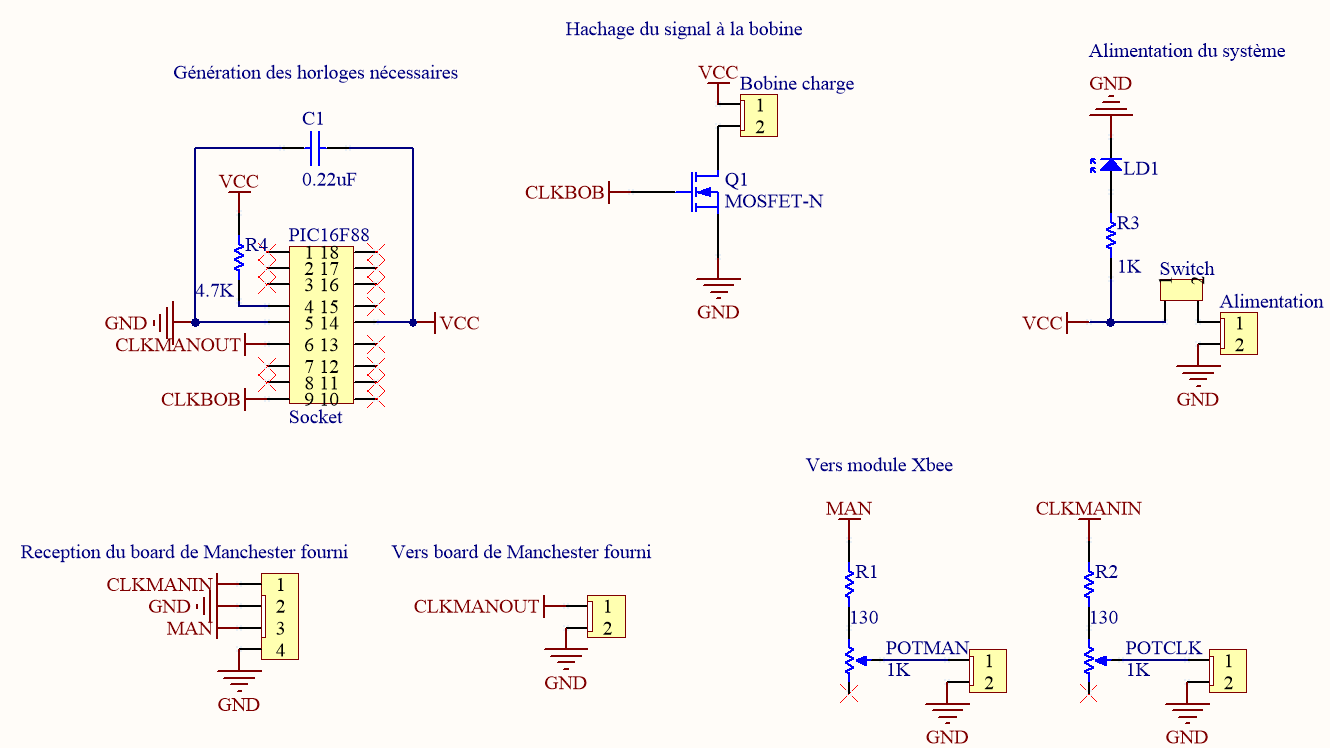 Hachage du signal à la bobine
Alimentation du système
Génération des horloges nécessaires
VCC
Bobine charge
1
2
GND
C1
0.22uF
VCC
CLKBOB
Q1
MOSFET-N
LD1
R4
PIC16F88
R3
1K
4.7K
1 18
2 17
3 16
4 15
5 14
6 13
7 12
8 11
9 10
GND
VCC
CLKMANOUT
CLKBOB
Socket
GND
Switch
1
2
Alimentation
VCC
1
2
GND
Vers module Xbee
MAN
CLKMANIN
Reception du board de Manchester fourni
Vers board de Manchester fourni
CLKMANIN
GND
MAN
1
2
3
4
GND
CLKMANOUT
1
2
GND
R1
130
POTMAN
1K
1
2
GND
R2
130
POTCLK
1K
1
2
GND